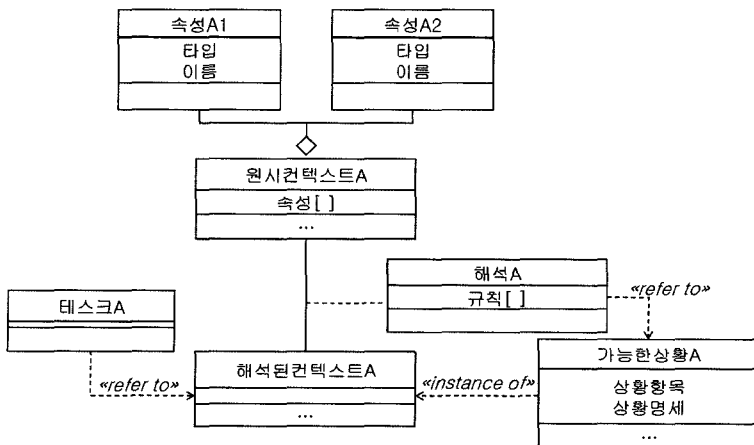 속성A1
타입
이름
속성A2
타입
이름
원시컨텍스트A
속성[ ]
...
해석A
규칙[ ]
«refer to»
테스크A
가능한상황A
상황항목
상황명세
...
해석된컨텍스트A
...
«refer to»
«instance of»